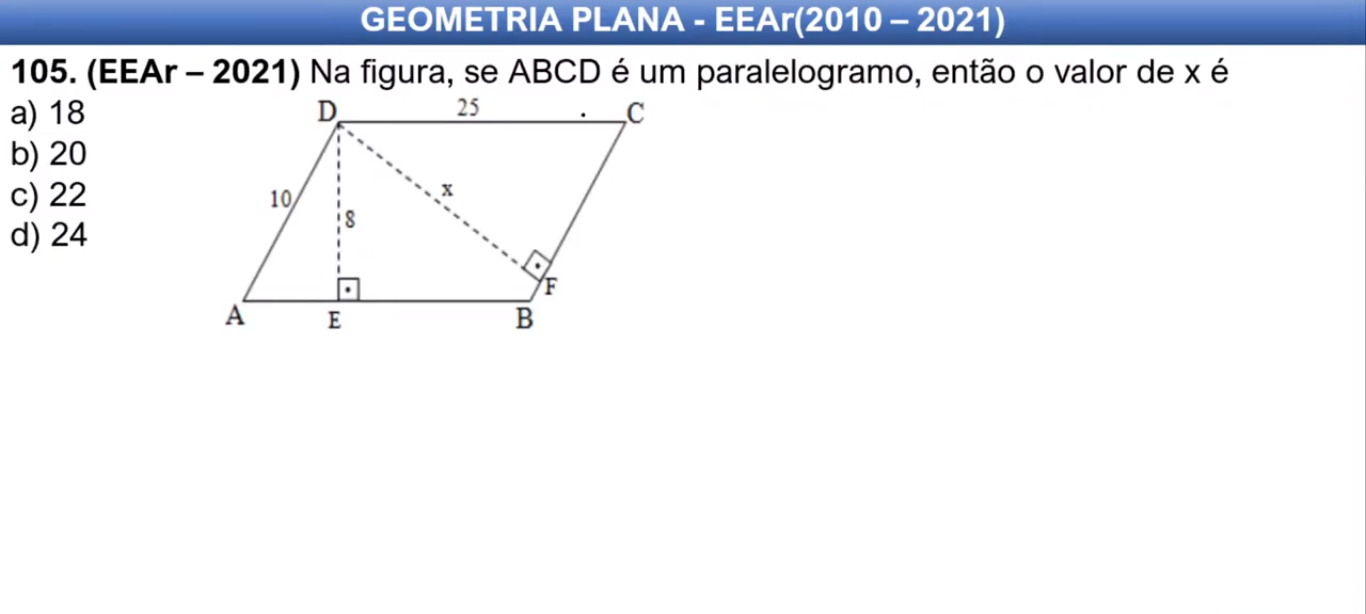 GEOMETRIA PLANA - EEAr(2010 – 2021)
105. (EEAr – 2021) Na figura, se ABCD é um paralelogramo, então o valor de x é
a) 18
b) 20
c) 22
d) 24
D 25 C
10 x
8
F
A E B